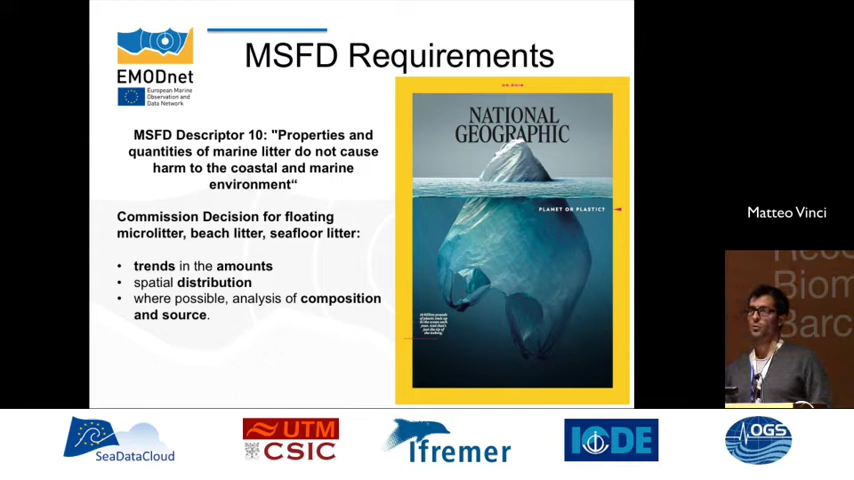 MSFD Requirements
EMODnet
European Marine
Observation and
Data Network
MSFD Descriptor 10: "Properties and
quantities of marine litter do not cause
harm to the coastal and marine
environment“
Commission Decision for floating
microlitter, beach litter, seafloor litter:
• trends in the amounts
• spatial distribution
• where possible, analysis of composition
and source.
NATIONAL
GEOGRAPHIC
PLANET OR PLASTIC?
Matteo Vinci
Biom
Barc
SeaDataCloud
UTM
CSIC
Ifremer
IODE
OGS